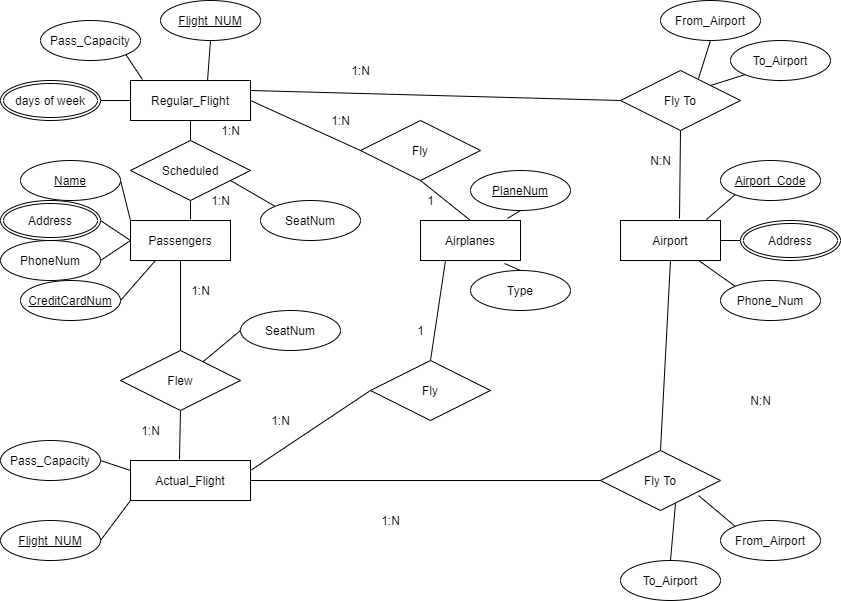 Flight_NUM
From_Airport
Pass_Capacity
To_Airport
1:N
days of week
Regular_Flight
Fly To
1:N
1:N
Fly
N:N
Scheduled
Name
PlaneNum
Airport_Code
1:N
1
Address
SeatNum
Passengers
Airplanes
Airport
Address
PhoneNum
CreditCardNum
1:N
Type
Phone_Num
SeatNum
1
Flew
Fly
N:N
1:N
1:N
Pass_Capacity
Actual_Flight
Fly To
1:N
Flight_NUM
From_Airport
To_Airport